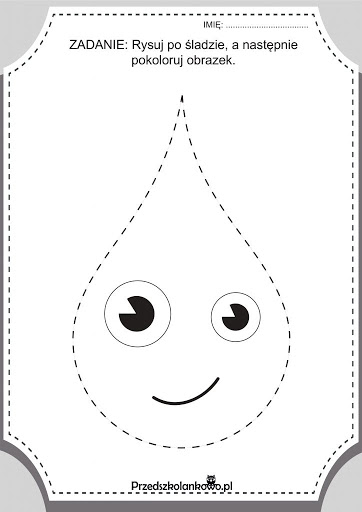 IMIĘ: ..................................
ZADANIE: Rysuj po śladzie, a następnie
pokoloruj obrazek.
Przedszkolankowo.pl